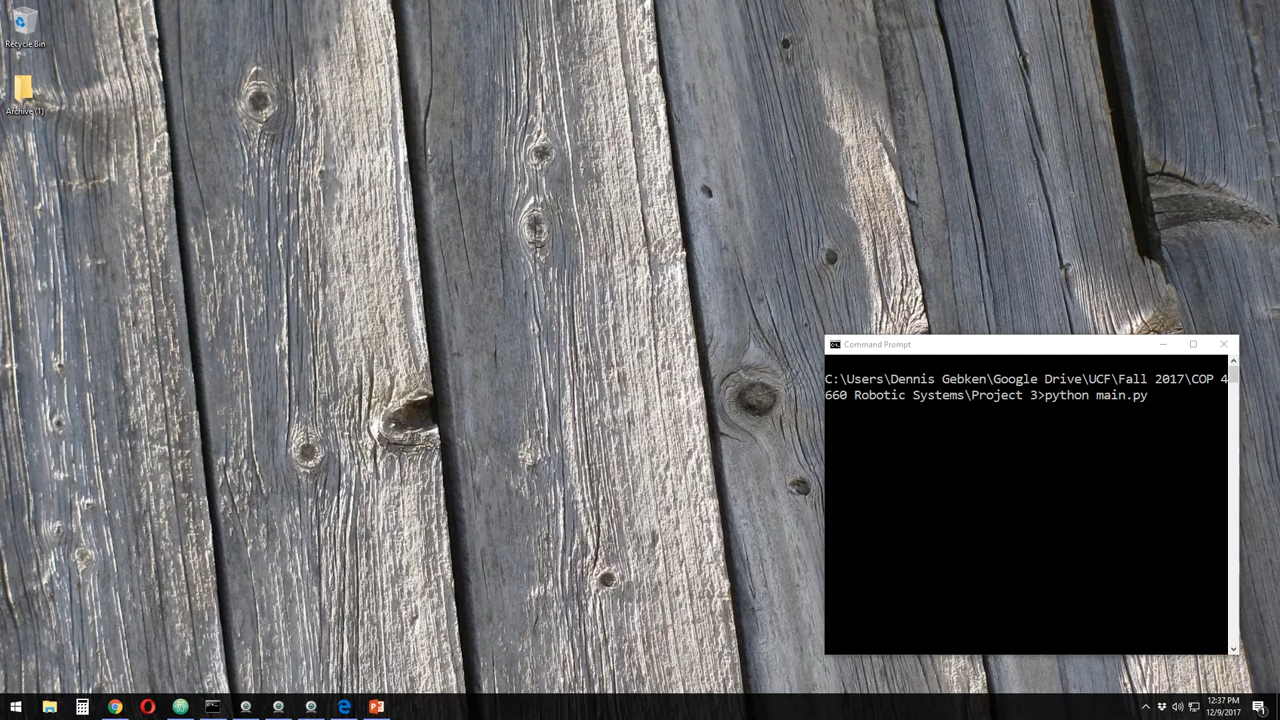 Recycle Bin
Archive (1)
Command Prompt
C:\Users\Dennis Gebken\Google Drive\UCF\Fall 2017\COP 4
660 Robotic Systems\Project 3>python main.py
12:37 PM
12/9/2017